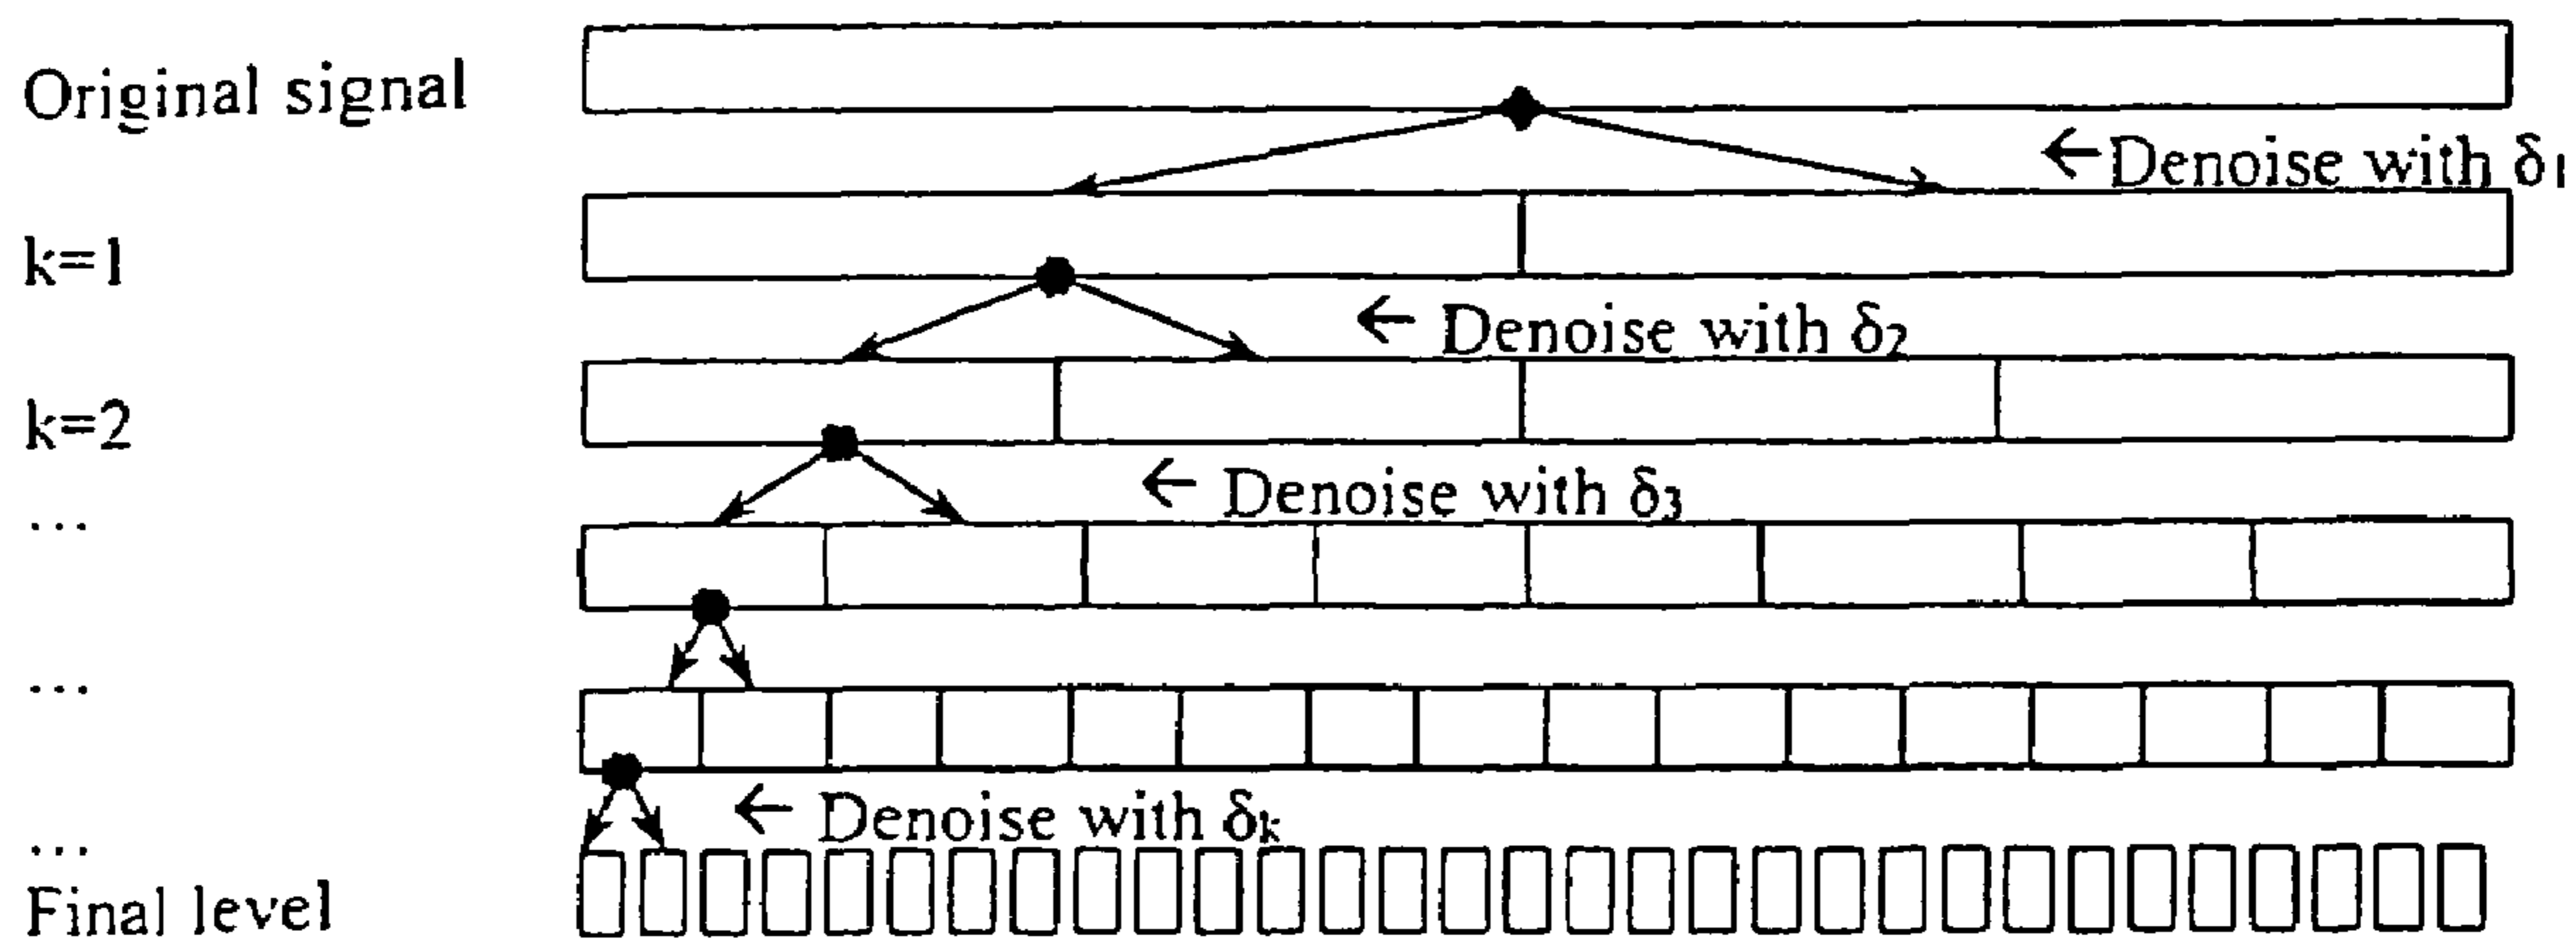 Original signal
←Denoise with δ1
k=1
← Denoise with δ2
k=2
← Denoise with δ3
...
...
← Denoise with δk
...
Final level